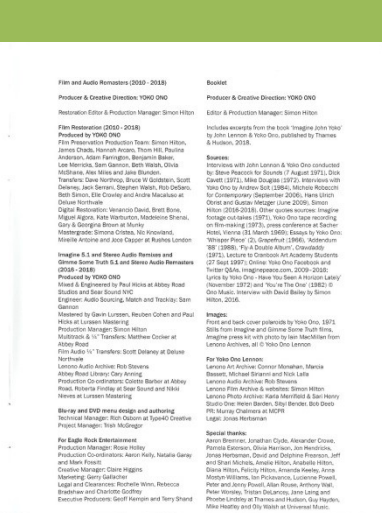 Film and Audio Remasters (2010 - 2018)
Producer & Creative Direction: YOKO ONO
Restoration Editor & Production Manager: Simon Hilton
Film Restoration (2010 - 2018)
Produced by YOKO ONO
Film Preservation Production Team: Simon Hilton,
James Chads, Hannah Arcaro, Thom Hill, Paulina
Anderson, Adam Farrington, Benjamin Baker,
Lee Merricks, Sam Gannon, Beth Walsh, Olivia
McShane, Alex Miles and Jake Blunden.
Transfers: Dave Northrop, Bruce W Goldstein, Scott
Delaney, Jack Serrani, Stephen Walsh, Rob DeSaro,
Beth Simon, Elle Crowley and Andre Macaluso at
Deluxe Northvale
Digital Restoration: Venancio David, Brett Bone,
Miguel Algora, Kate Warburton, Madeleine Shanai,
Gary & Georgina Brown at Munky
Mastergrade: Simona Cristea, No Knowland,
Mireille Antoine and Joce Capper at Rushes London
Imagine 5.1 and Stereo Audio Remixes and
Gimme Some Truth 5.1 and Stereo Audio Remasters
(2016 - 2018)
Produced by YOKO ONO
Mixed & Engineered by Paul Hicks at Abbey Road
Studios and Sear Sound NYC
Engineer: Audio Sourcing, Match and Tracklay: Sam
Gannon
Mastered by Gavin Lurssen, Reuben Cohen and Paul
Hicks at Lurssen Mastering
Production Manager: Simon Hilton
Multitrack & ¼" Transfers: Matthew Cocker at
Abbey Road
Film Audio ¼" Transfers: Scott Delaney at Deluxe
Northvale
Lenono Audio Archive: Rob Stevens
Abbey Road Library: Cary Anning
Production Co-ordinators: Colette Barber at Abbey
Road, Roberta Findlay at Sear Sound and Nikki
Nieves at Lurssen Mastering
Blu-ray and DVD menu design and authoring
Technical Manager: Rich Osborn at Type40 Creative
Project Manager: Trish McGregor
For Eagle Rock Entertainment
Production Manager: Rosie Holley
Production Co-ordinators: Aaron Kelly, Natalie Garay
and Mark Fossitt
Creative Manager: Claire Higgins
Marketing: Gerry Gallacher
Legal and Clearances: Rochelle Winn, Rebecca
Bradshaw and Charlotte Godfrey
Executive Producers: Geoff Kempin and Terry Shand
Booklet
Producer & Creative Direction: YOKO ONO
Editor & Production Manager: Simon Hilton
Includes excerpts from the book 'Imagine John Yoko'
by John Lennon & Yoko Ono, published by Thames
& Hudson, 2018.
Sources:
Interviews with John Lennon & Yoko Ono conducted
by: Steve Peacock for Sounds (7 August 1971), Dick
Cavett (1971), Mike Douglas (1972). Interviews with
Yoko Ono by Andrew Solt (1984), Michele Robecchi
for Contemporary (September 2006), Hans Ulrich
Obrist and Gustav Metzger (June 2009), Simon
Hilton (2016-2018). Other quotes sources: Imagine
footage out-takes (1971), Yoko Ono tape recording
on film-making (1973), press conference at Sacher
Hotel, Vienna (31 March 1969); Essays by Yoko Ono:
'Whisper Piece' (2), Grapefruit (1966), 'Addendum
'88' (1988), 'Fly-A Double Album', Crawdaddy
(1971), Lecture to Cranbrook Art Academy Students
(27 Sept 1997); Online: Yoko Ono Facebook and
Twitter Q&As, imaginepeace.com, 2009-2018;
Lyrics by Yoko Ono - Have You Seen A Horizon Lately'
(November 1972) and 'You're The One' (1982) ©
Ono Music. Interview with David Bailey by Simon
Hilton, 2016.
Images:
Front and back cover polaroids by Yoko Ono, 1971
Stills from Imagine and Gimme Some Truth films,
Imagine press kit with photo by Iain MacMillan from
Lenono Archives, all © Yoko Ono Lennon
For Yoko Ono Lennon:
Lenono Art Archive: Connor Monahan, Marcia
Bassett, Michael Sirianni and Nick Lalla
Lenono Audio Archive: Rob Stevens
Lenono Film Archive & websites: Simon Hilton
Lenono Photo Archive: Karla Merrifield & Sari Henry
Studio One: Helen Barden, Sibyl Bender, Bob Deeb
PR: Murray Chalmers at MCPR
Legal: Jonas Herbsman
Special thanks:
Aaron Bremner, Jonathan Clyde, Alexander Crowe,
Pamela Esterson, Olivia Harrison, Jim Hendricks,
Jonas Herbsman, David and Delphine Froerson, Jeff
and Shari Michels, Amelie Hilton, Anabelle Hilton,
Diana Hilton, Felicity Hilton, Amanda Keeley, Anna
Mostyn Williams, Ian Pickavance, Lucienne Powell,
Peter and Jenny Powell, Allan Rouse, Anthony Wall,
Peter Worsley, Tristan DeLancey, Jane Laing and
Phoebe Lindsley at Thames and Hudson, Guy Hayden,
Mike Heatley and Olly Walsh at Universal Music.